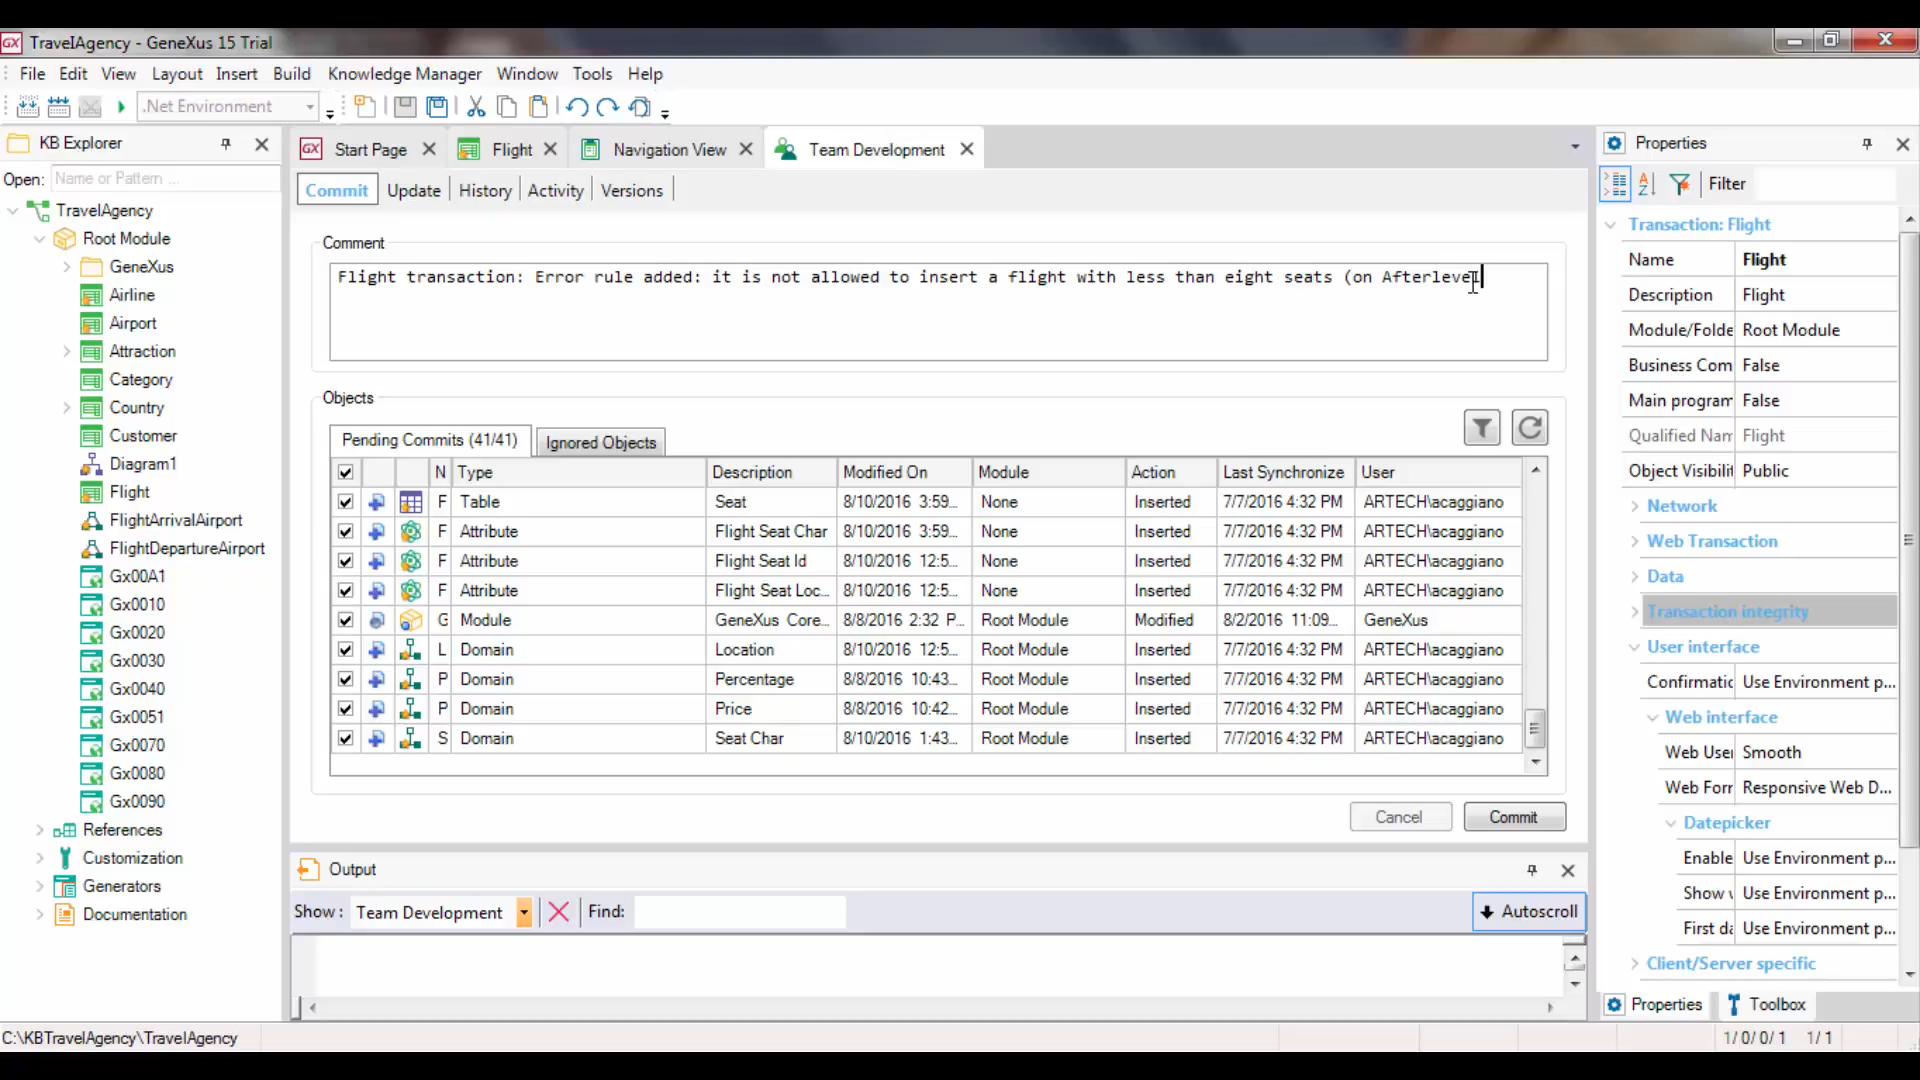 TravelAgency - GeneXus 15 Trial
File Edit View Layout Insert Build Knowledge Manager Window Tools Help
.Net Environment
KB Explorer
Open: Name or Pattern ...
TravelAgency
Root Module
GeneXus
Airline
Airport
Attraction
Category
Country
Customer
Diagram1
Flight
FlightArrivalAirport
FlightDepartureAirport
Gx00A1
Gx0010
Gx0020
Gx0030
Gx0040
Gx0051
Gx0070
Gx0080
Gx0090
References
Customization
Generators
Documentation
GX Start Page Flight Navigation View Team Development
Commit Update History Activity Versions
Comment
Flight transaction: Error rule added: it is not allowed to insert a flight with less than eight seats (on Afterlevel
Objects
Pending Commits (41/41) Ignored Objects
N Type Description Modified On Module Action Last Synchronize User
F Table Seat 8/10/2016 3:59... None Inserted 7/7/2016 4:32 PM ARTECH\acaggiano
F Attribute Flight Seat Char 8/10/2016 3:59... None Inserted 7/7/2016 4:32 PM ARTECH\acaggiano
F Attribute Flight Seat Id 8/10/2016 12:5... None Inserted 7/7/2016 4:32 PM ARTECH\acaggiano
F Attribute Flight Seat Loc... 8/10/2016 12:5... None Inserted 7/7/2016 4:32 PM ARTECH\acaggiano
G Module GeneXus Core... 8/8/2016 2:32 P... Root Module Modified 8/2/2016 11:09... GeneXus
L Domain Location 8/10/2016 12:5... Root Module Inserted 7/7/2016 4:32 PM ARTECH\acaggiano
P Domain Percentage 8/8/2016 10:43... Root Module Inserted 7/7/2016 4:32 PM ARTECH\acaggiano
P Domain Price 8/8/2016 10:42... Root Module Inserted 7/7/2016 4:32 PM ARTECH\acaggiano
S Domain Seat Char 8/10/2016 1:43... Root Module Inserted 7/7/2016 4:32 PM ARTECH\acaggiano
Cancel Commit
Output
Show: Team Development Find: Autoscroll
Properties
Filter
Transaction: Flight
Name Flight
Description Flight
Module/Folde Root Module
Business Com False
Main program False
Qualified Nam Flight
Object Visibilit Public
Network
Web Transaction
Data
Transaction integrity
User interface
Confirmatic Use Environment p...
Web interface
Web User Smooth
Web Forr Responsive Web D...
Datepicker
Enable Use Environment p...
Show v Use Environment p...
First da Use Environment p...
Client/Server specific
Properties Toolbox
C:\KBTravelAgency\TravelAgency 1/0/0/1 1/1